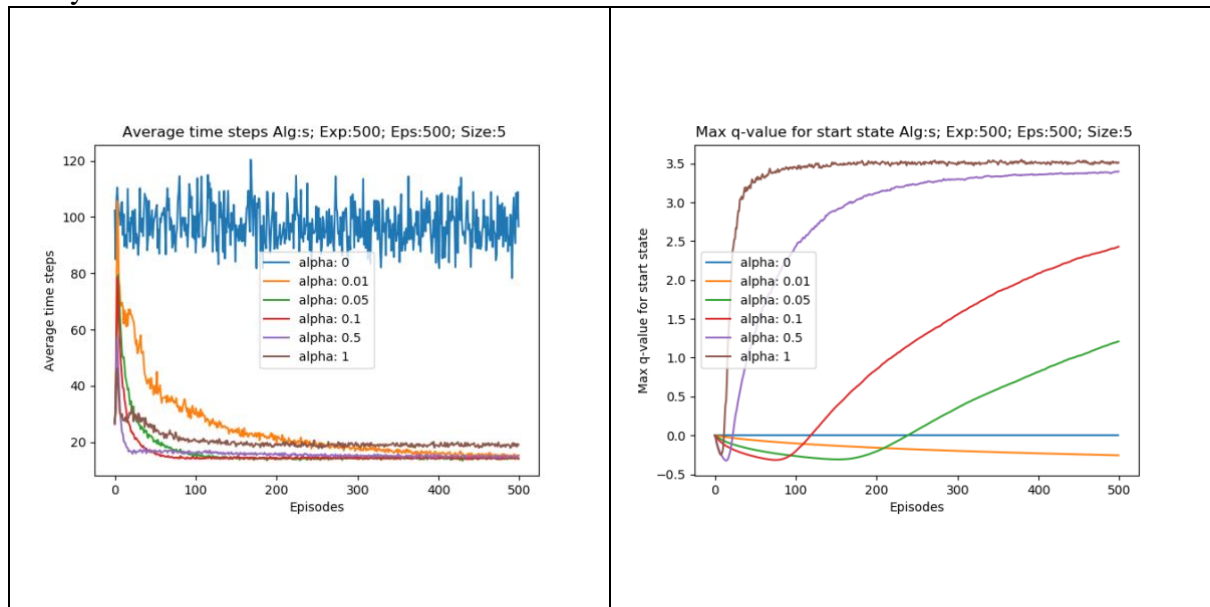 Average time steps Alg:s; Exp:500; Eps:500; Size:5
120
100
80
60
40
20
Average time steps
alpha: 0
alpha: 0.01
alpha: 0.05
alpha: 0.1
alpha: 0.5
alpha: 1
0 100 200 300 400 500
Episodes
Max q-value for start state Alg:s; Exp:500; Eps:500; Size:5
3.5
3.0
2.5
2.0
1.5
1.0
0.5
0.0
−0.5
Max q-value for start state
alpha: 0
alpha: 0.01
alpha: 0.05
alpha: 0.1
alpha: 0.5
alpha: 1
0 100 200 300 400 500
Episodes